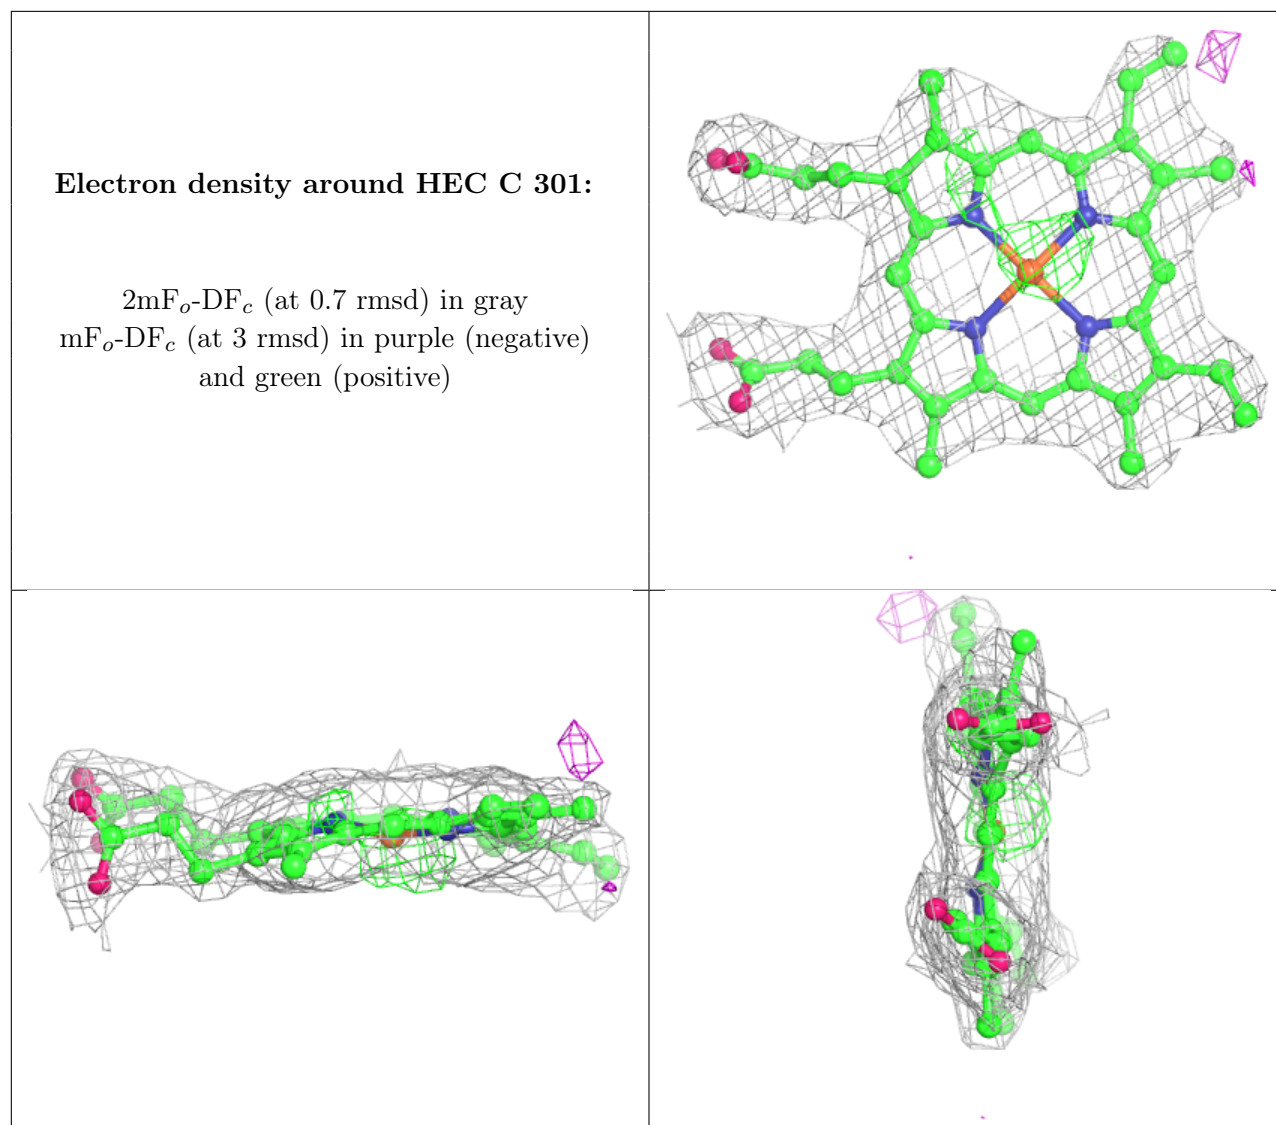 Electron density around HEC C 301:
2mFₒ-DF𝑐 (at 0.7 rmsd) in gray
mFₒ-DF𝑐 (at 3 rmsd) in purple (negative)
and green (positive)